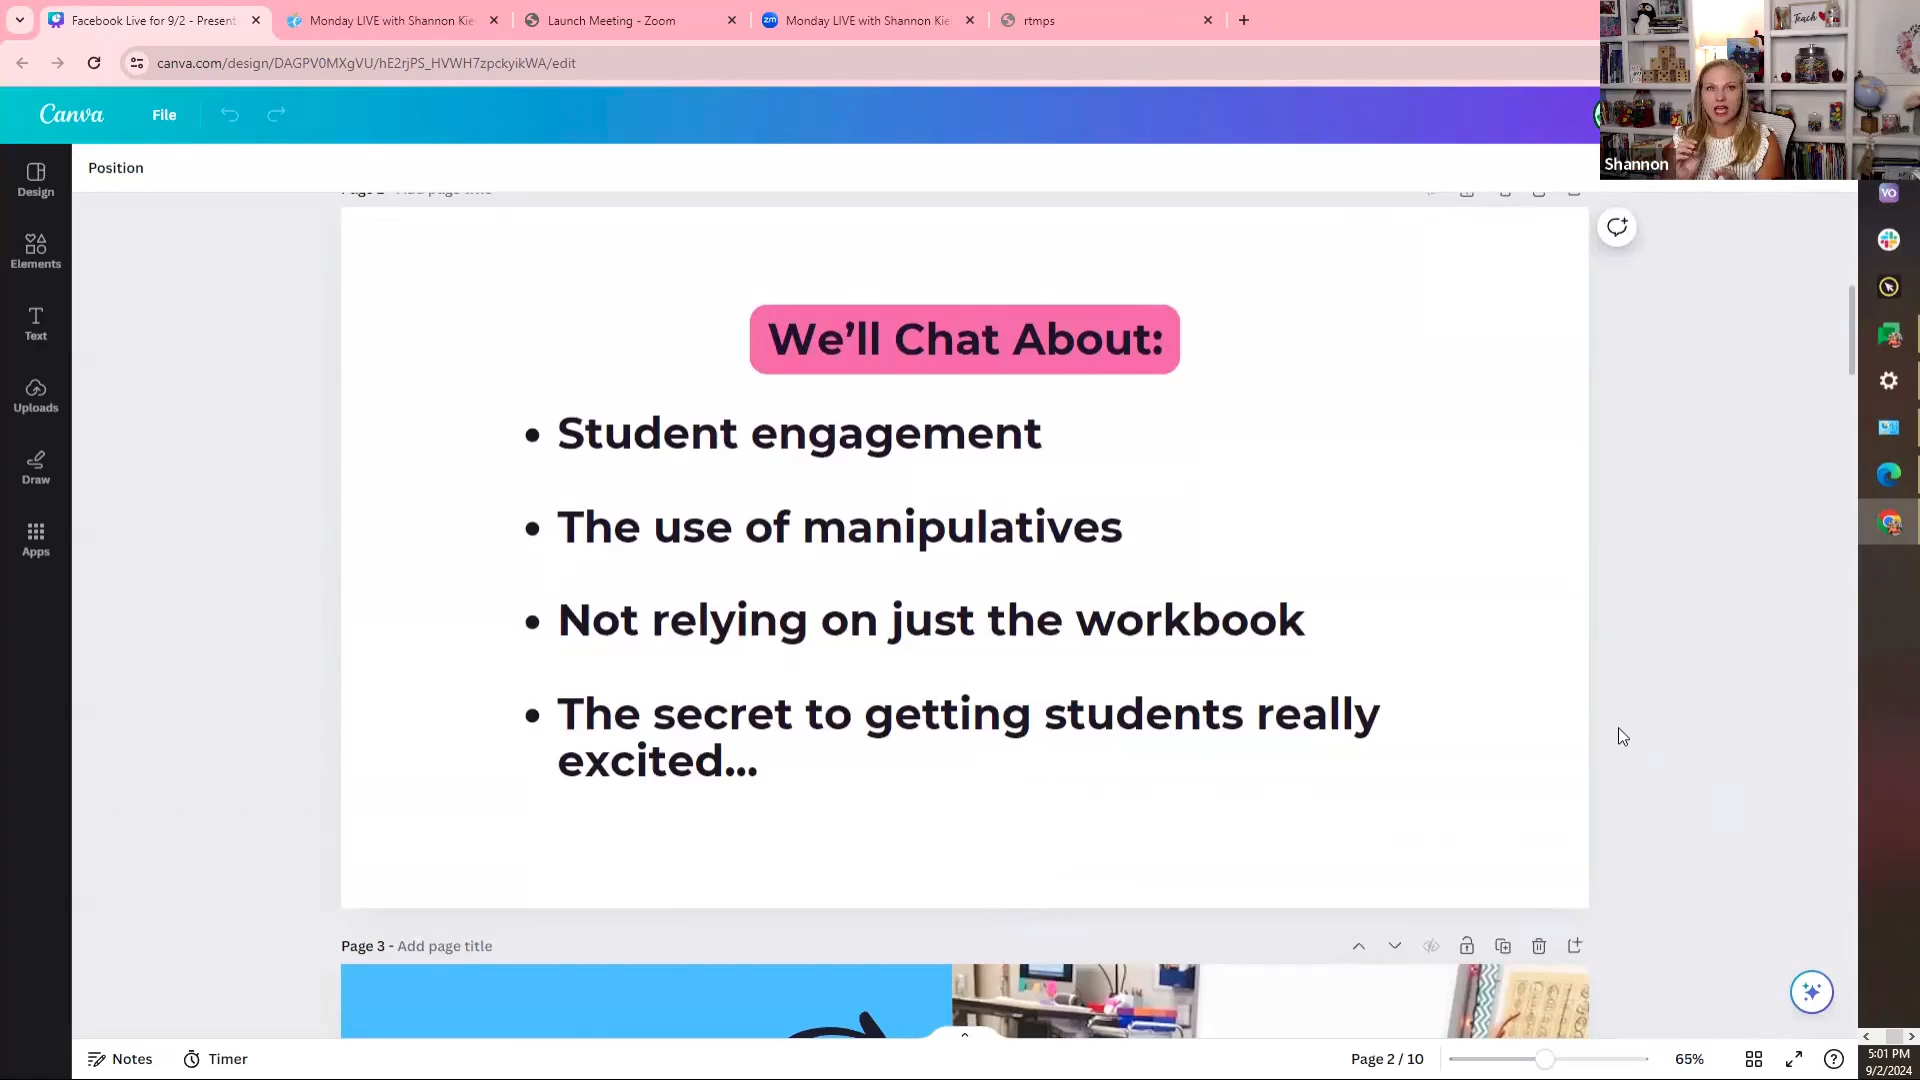 Facebook Live for 9/2 - Present
Monday LIVE with Shannon Kie
Launch Meeting - Zoom
zm
Monday LIVE with Shannon Kie
rtmps
canva.com/design/DAGPV0MXgVU/hE2rjPS_HVWH7zpckyikWA/edit
Teach
Canva
File
Shannon
Position
Design
VO
Elements
Text
Uploads
Draw
Apps
We'll Chat About:
• Student engagement
• The use of manipulatives
• Not relying on just the workbook
• The secret to getting students really
excited...
Page 3 - Add page title
Notes
Timer
Page 2 / 10
65%
5:01 PM
9/2/2024